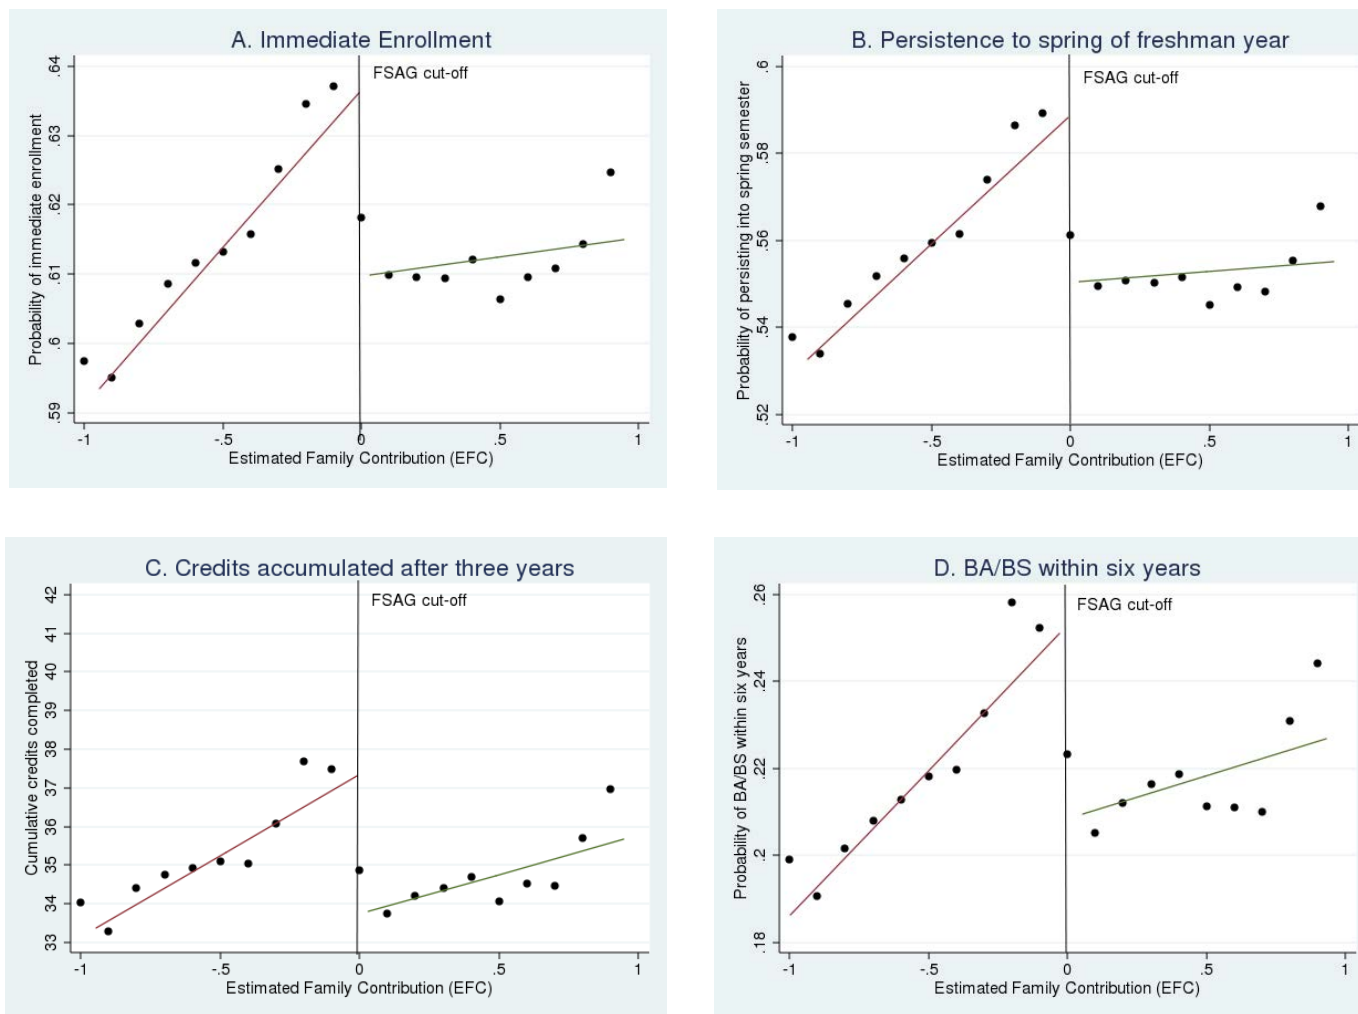 A. Immediate Enrollment
FSAG cut-off
Probability of immediate enrollment
.64
.63
.62
.61
.6
.59
-1
-.5
0
.5
1
Estimated Family Contribution (EFC)
B. Persistence to spring of freshman year
FSAG cut-off
Probability of persisting into spring semester
.6
.58
.56
.54
.52
-1
-.5
0
.5
1
Estimated Family Contribution (EFC)
C. Credits accumulated after three years
FSAG cut-off
Cumulative credits completed
42
41
40
39
38
37
36
35
34
33
-1
-.5
0
.5
1
Estimated Family Contribution (EFC)
D. BA/BS within six years
FSAG cut-off
Probability of BA/BS within six years
.26
.24
.22
.2
.18
-1
-.5
0
.5
1
Estimated Family Contribution (EFC)